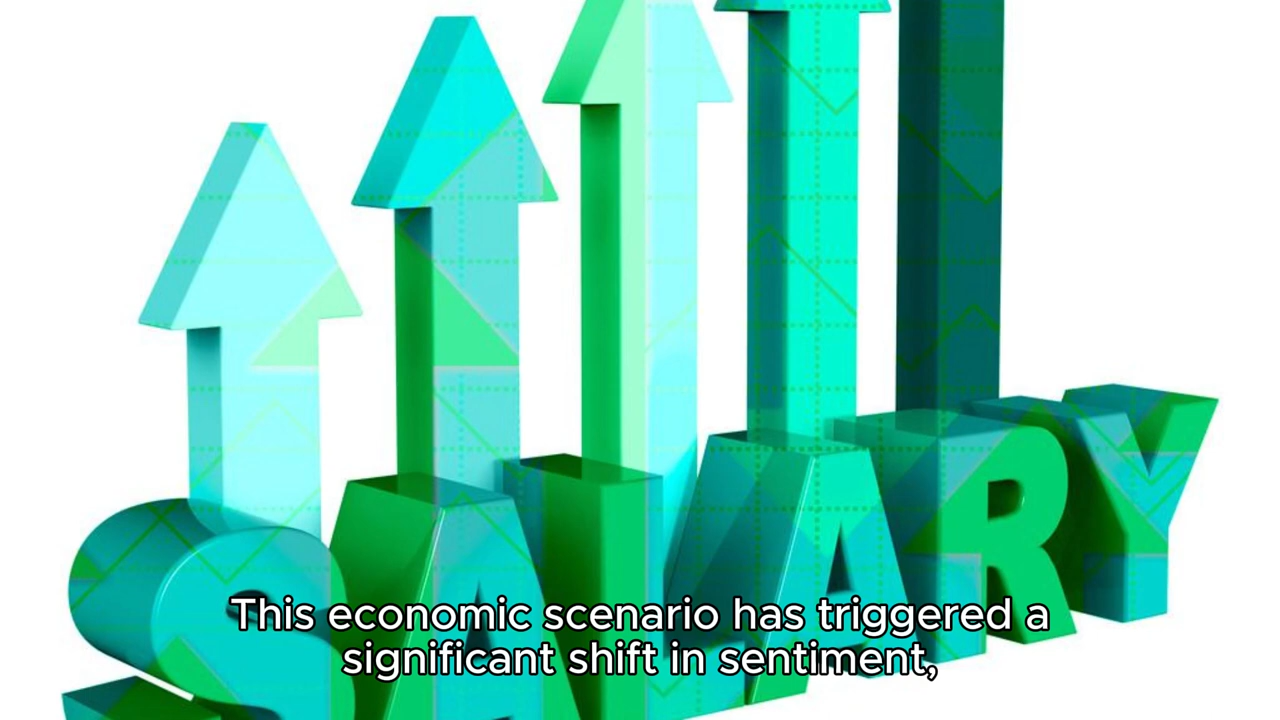 SALARY
This economic scenario has triggered a
significant shift in sentiment,